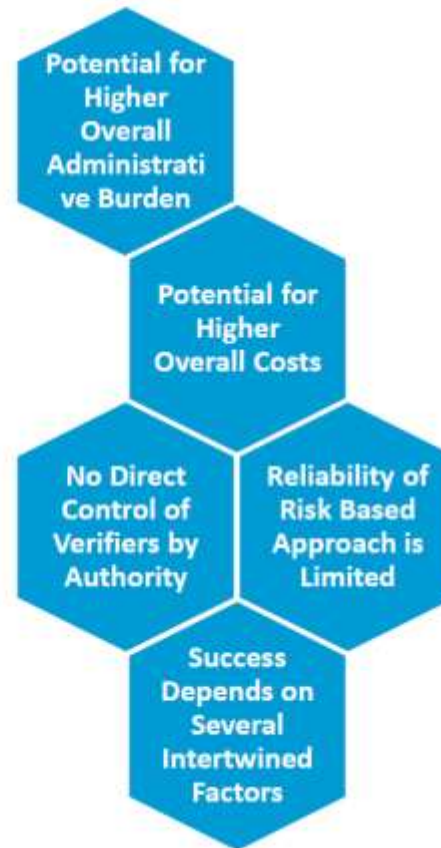 Potential for
Higher
Overall
Administrati
ve Burden
Potential for
Higher
Overall Costs
No Direct
Control of
Verifiers by
Authority
Reliability of
Risk Based
Approach is
Limited
Success
Depends on
Several
Intertwined
Factors